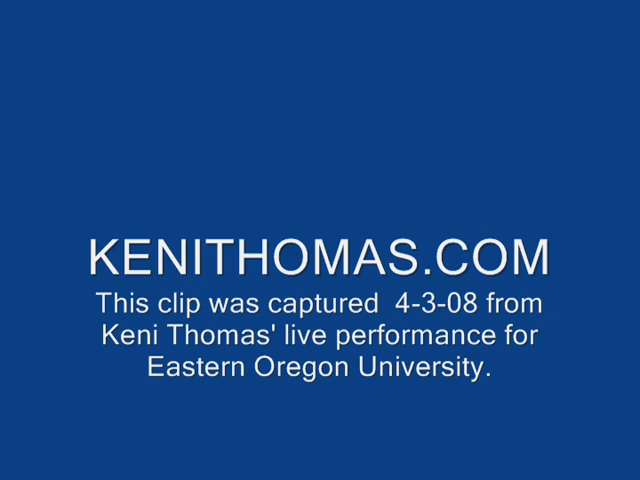 KENITHOMAS.COM
This clip was captured  4-3-08 from
Keni Thomas' live performance for
Eastern Oregon University.